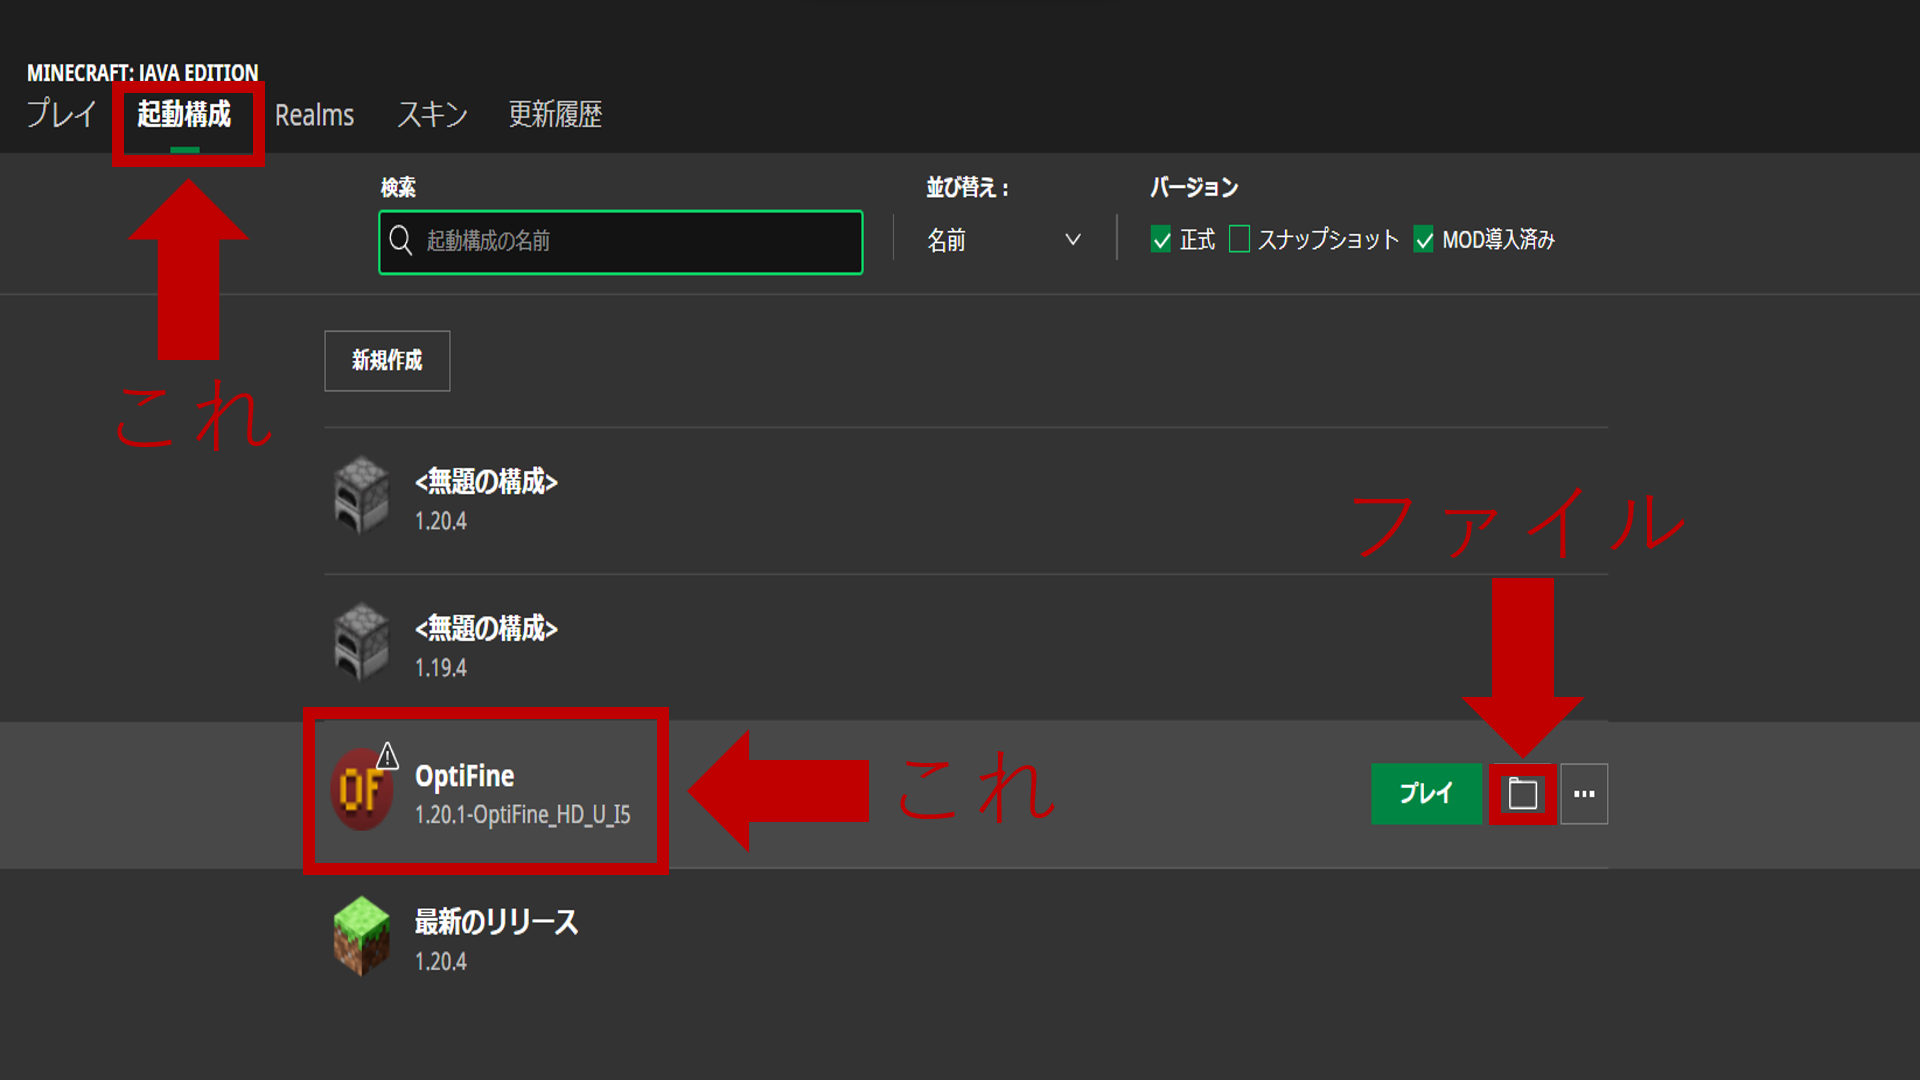 MINECRAFT: JAVA EDITION
プレイ 起動構成 Realms スキン 更新履歴
検索 並び替え： バージョン
起動構成の名前 名前 正式 スナップショット MOD導入済み
新規作成
これ
<無題の構成>
1.20.4
ファイル
<無題の構成>
1.19.4
OF OptiFine
1.20.1-OptiFine_HD_U_I5
これ
プレイ
最新のリリース
1.20.4